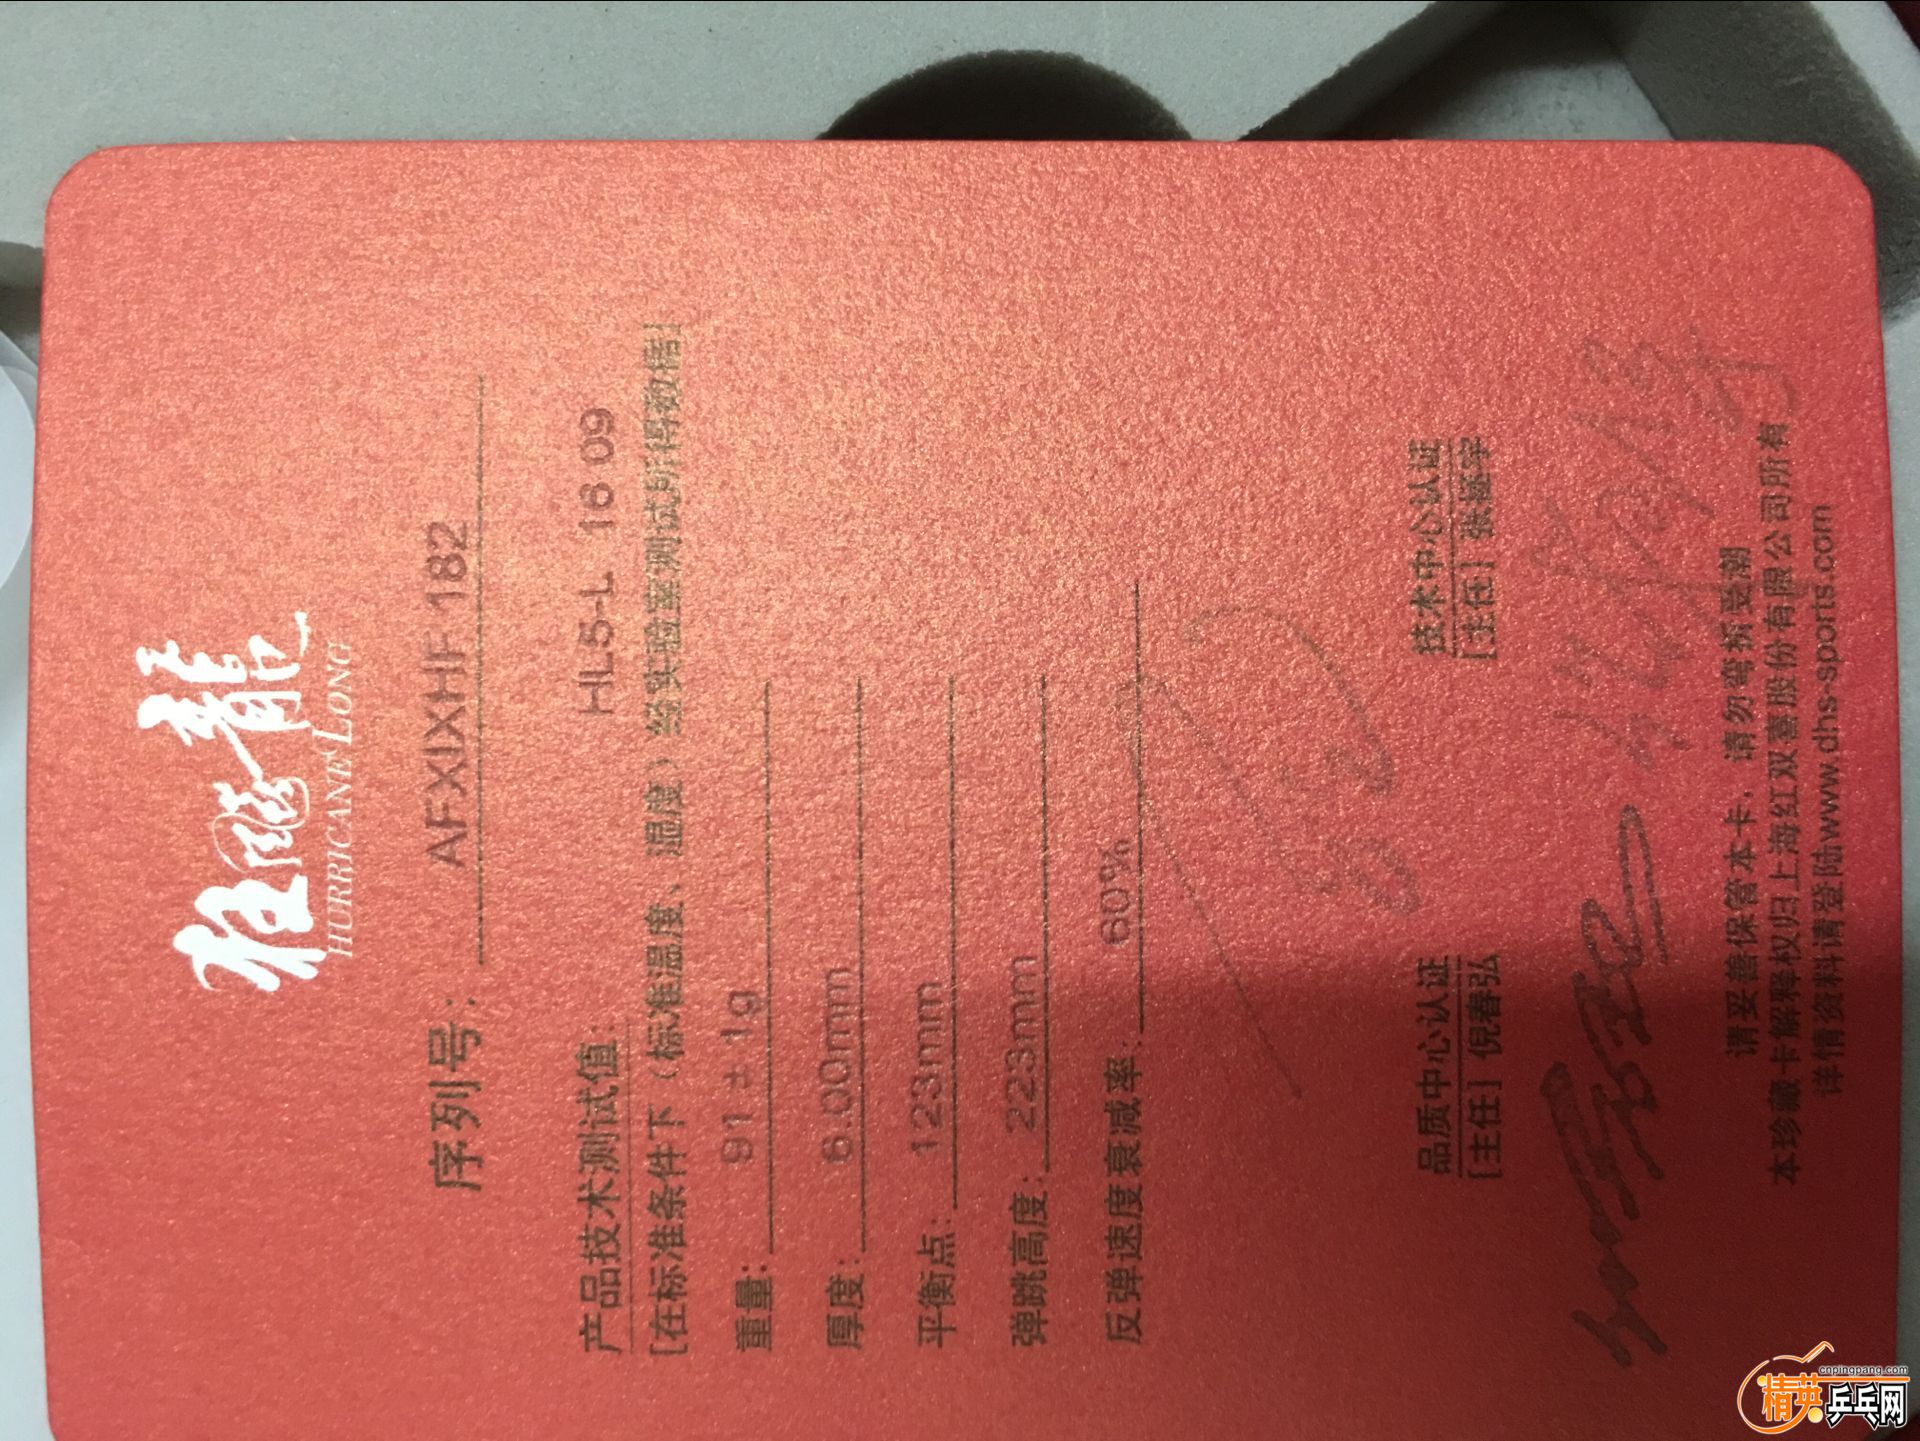 狂飚龍
HURRICANE LONG
序列号: AFXIXHF 182
产品技术测试值: HL5-L 16 09
[在标准条件下（标准温度、湿度）经实验室测试所得数据]
重量: 91±1g
厚度: 6.00mm
平衡点: 123mm
弹跳高度: 223mm
反弹速度衰减率: 60%
品质中心认证 技术中心认证
[主任] 倪春弘 [主任] 张拯宇
请妥善保管本卡，请勿弯折受潮
本珍藏卡解释权归上海红双喜股份有限公司所有
详情资料请登陆www.dhs-sports.com
cnpingpang.com
精英乒乓网